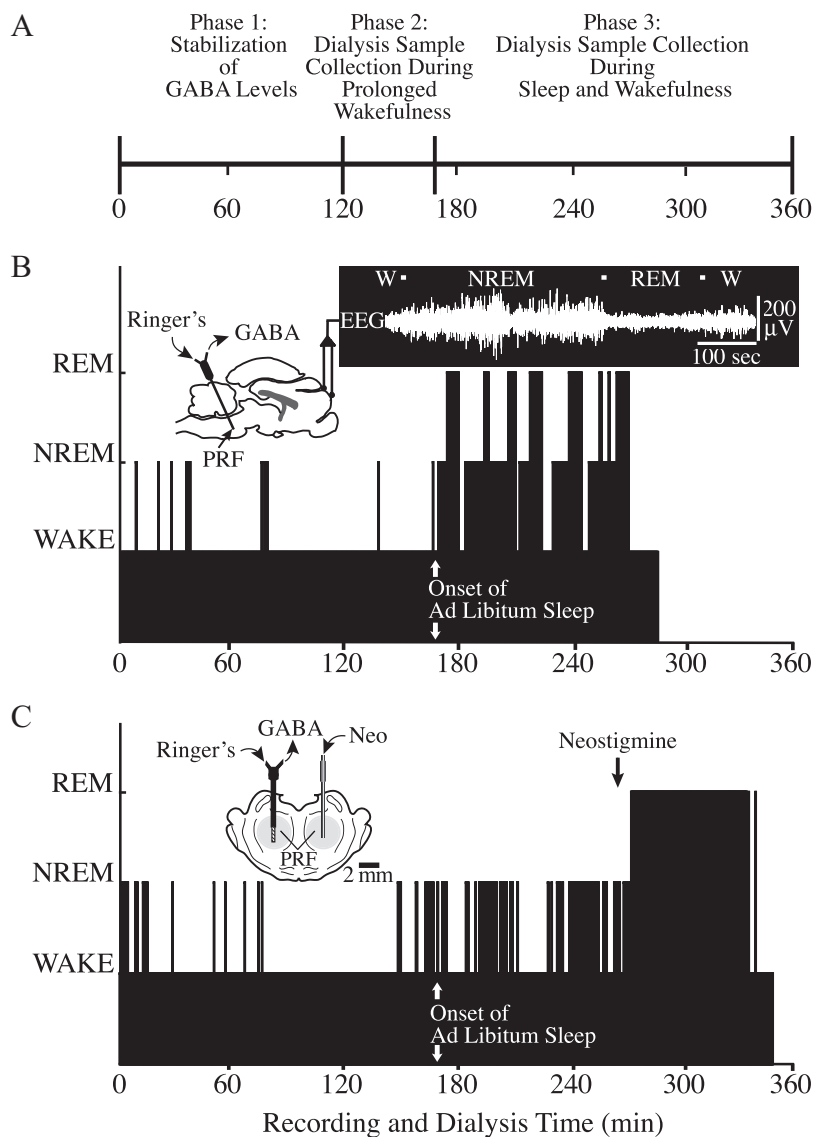 A
Phase 1:
Stabilization
of
GABA Levels
Phase 2:
Dialysis Sample
Collection During
Prolonged
Wakefulness
Phase 3:
Dialysis Sample Collection
During
Sleep and Wakefulness
0 60 120 180 240 300 360
B
W NREM REM W
EEG
200
μV
100 sec
Ringer's GABA
PRF
REM
NREM
WAKE
Onset of
Ad Libitum Sleep
0 60 120 180 240 300 360
C
GABA
Ringer's Neo
PRF
2 mm
Neostigmine
REM
NREM
WAKE
Onset of
Ad Libitum Sleep
0 60 120 180 240 300 360
Recording and Dialysis Time (min)